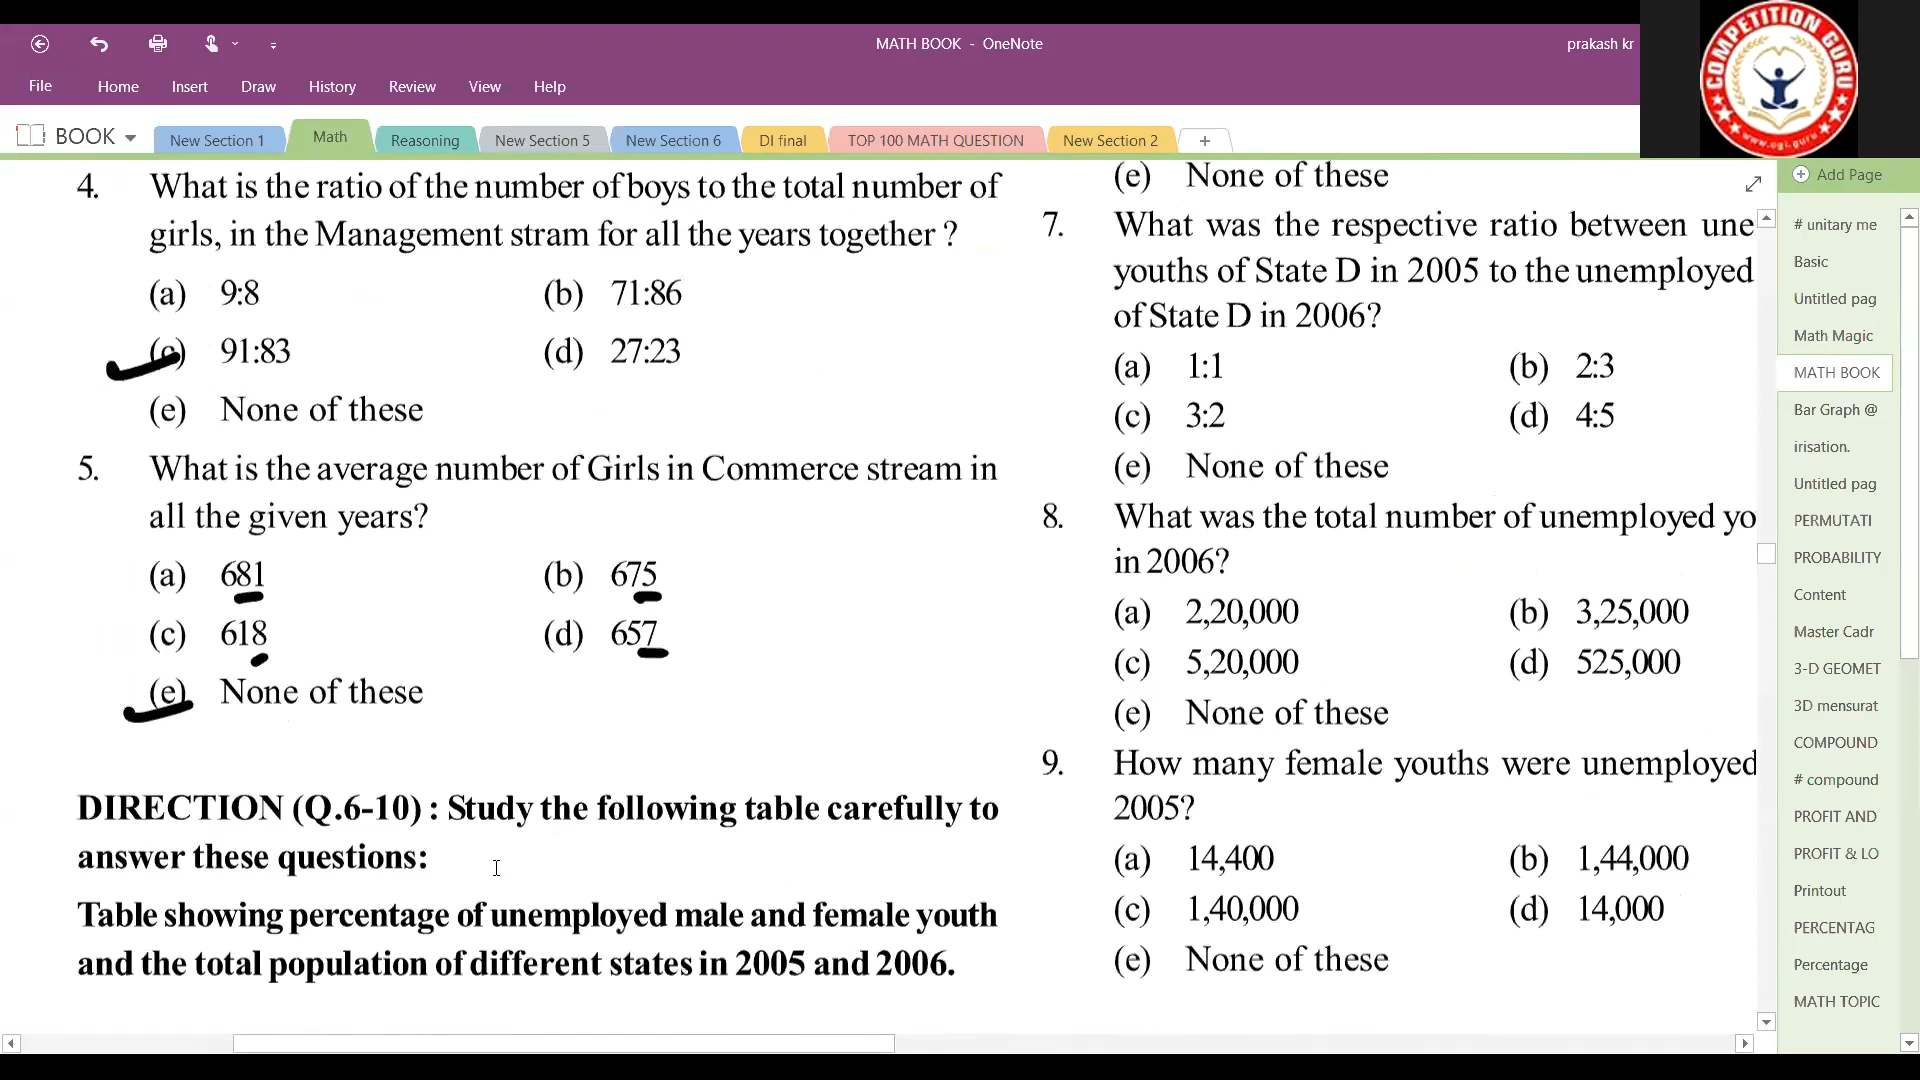 MATH BOOK - OneNote
prakash kr
COMPETITION GURU
File Home Insert Draw History Review View Help
BOOK New Section 1 Math Reasoning New Section 5 New Section 6 DI final TOP 100 MATH QUESTION New Section 2 +
4. What is the ratio of the number of boys to the total number of
girls, in the Management stram for all the years together ?
(a) 9:8 (b) 71:86
(c) 91:83 (d) 27:23
(e) None of these
5. What is the average number of Girls in Commerce stream in
all the given years?
(a) 681 (b) 675
(c) 618 (d) 657
(e) None of these
DIRECTION (Q.6-10) : Study the following table carefully to
answer these questions:
Table showing percentage of unemployed male and female youth
and the total population of different states in 2005 and 2006.
(e) None of these
7. What was the respective ratio between une
youths of State D in 2005 to the unemployed
of State D in 2006?
(a) 1:1 (b) 2:3
(c) 3:2 (d) 4:5
(e) None of these
8. What was the total number of unemployed yo
in 2006?
(a) 2,20,000 (b) 3,25,000
(c) 5,20,000 (d) 525,000
(e) None of these
9. How many female youths were unemployed
2005?
(a) 14,400 (b) 1,44,000
(c) 1,40,000 (d) 14,000
(e) None of these
Add Page
# unitary me
Basic
Untitled pag
Math Magic
MATH BOOK
Bar Graph @
irisation.
Untitled pag
PERMUTATI
PROBABILITY
Content
Master Cadr
3-D GEOMET
3D mensurat
COMPOUND
# compound
PROFIT AND
PROFIT & LO
Printout
PERCENTAG
Percentage
MATH TOPIC